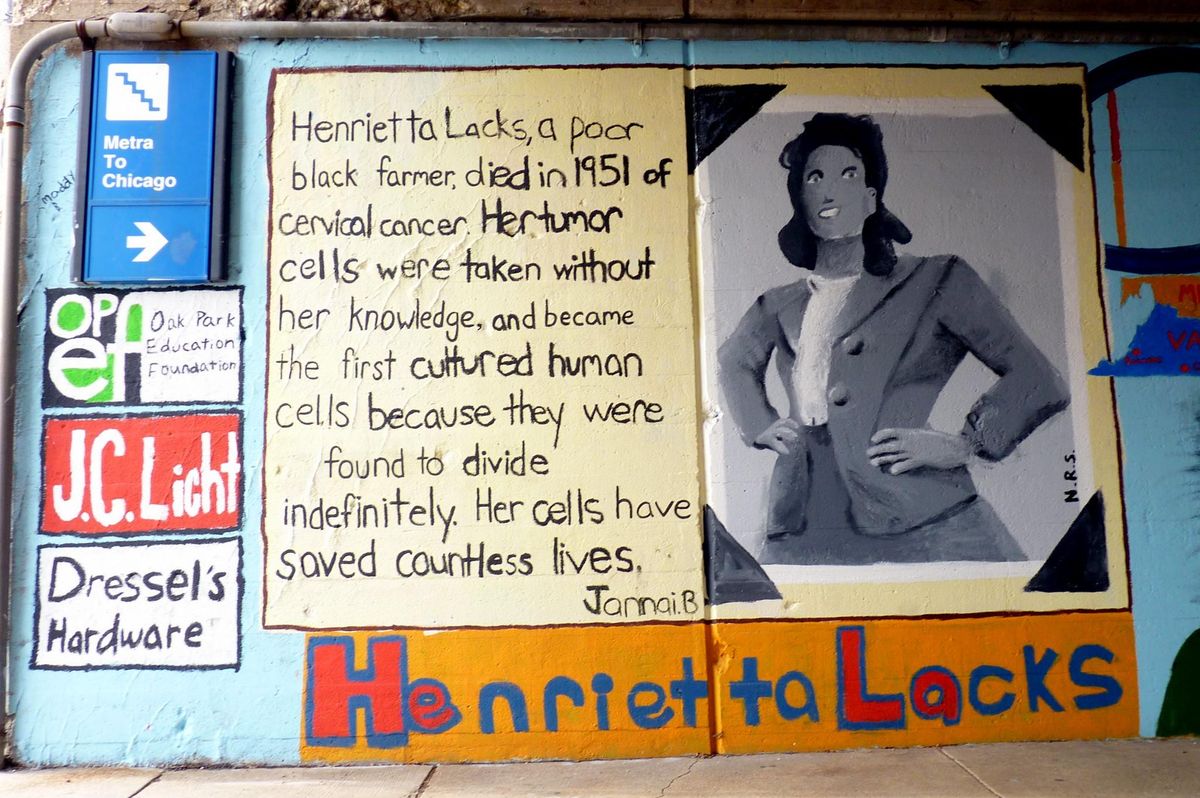 Metra
To
Chicago
maddy
OPEf
Oak Park
Education
Foundation
J.C. Licht
Dressel's
Hardware
Henrietta Lacks, a poor
black farmer, died in 1951 of
cervical cancer. Her tumor
cells were taken without
her knowledge, and became
the first cultured human
cells because they were
found to divide
indefinitely. Her cells have
saved countless lives.
Jannai.B
N.R.S.
Henrietta Lacks
VA